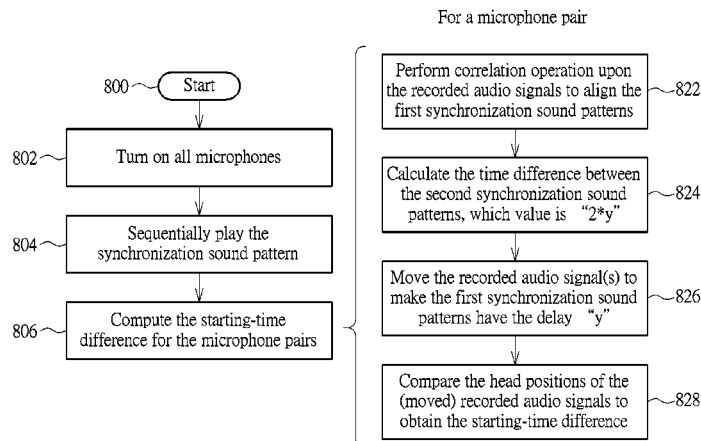 For a microphone pair
800
Start
802
Turn on all microphones
804
Sequentially play the
synchronization sound pattern
806
Compute the starting-time
difference for the microphone pairs
Perform correlation operation upon
the recorded audio signals to align the
first synchronization sound patterns
822
Calculate the time difference between
the second synchronization sound
patterns, which value is “2*y”
824
Move the recorded audio signal(s) to
make the first synchronization sound
patterns have the delay “y”
826
Compare the head positions of the
(moved) recorded audio signals to
obtain the starting-time difference
828